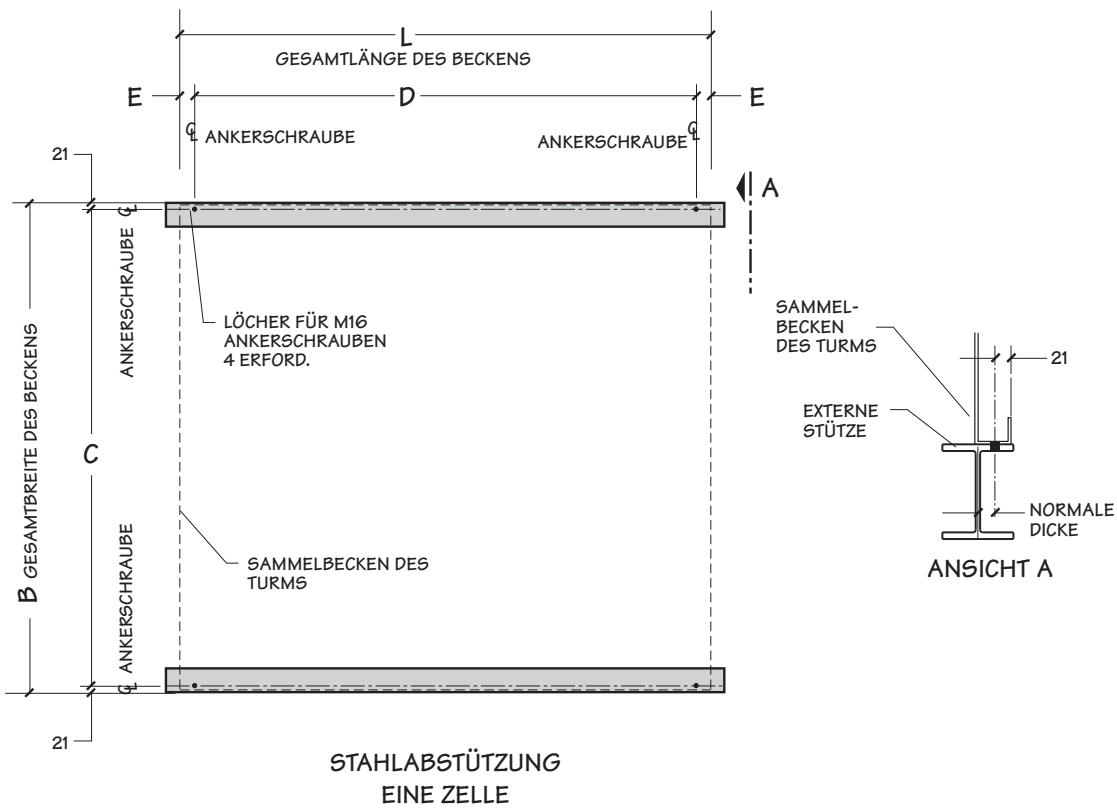 L
GESAMTLÄNGE DES BECKENS
E
D
E
℄ ANKERSCHRAUBE
ANKERSCHRAUBE ℄
21
A
ANKERSCHRAUBE ℄
LÖCHER FÜR M16
ANKERSCHRAUBEN
4 ERFORD.
B GESAMTBREITE DES BECKENS
C
SAMMELBECKEN DES
TURMS
℄ ANKERSCHRAUBE
21
SAMMEL-
BECKEN
DES TURMS
21
EXTERNE
STÜTZE
NORMALE
DICKE
ANSICHT A
STAHLABSTÜTZUNG
EINE ZELLE